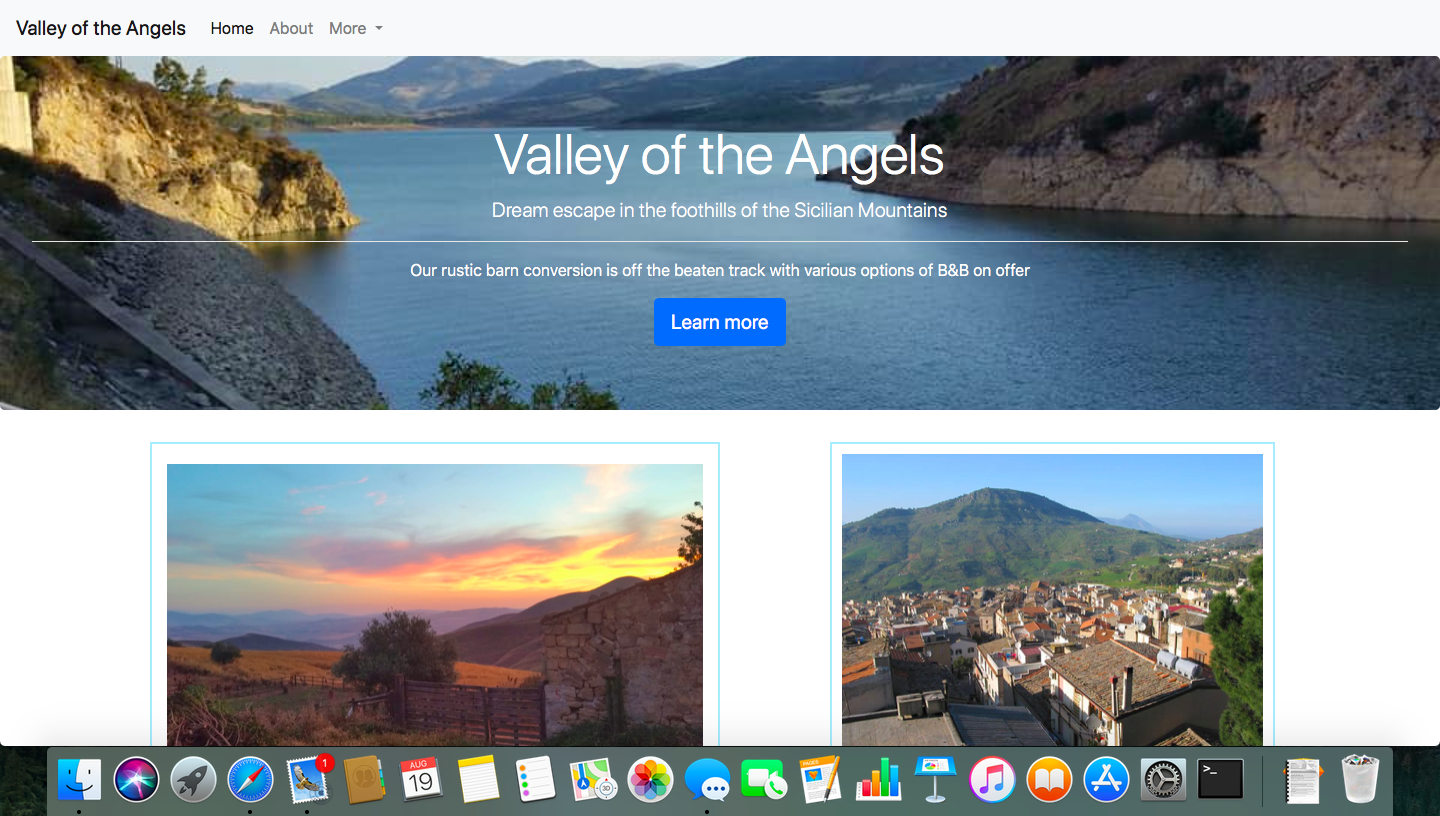 Valley of the Angels Home About More
Valley of the Angels
Dream escape in the foothills of the Sicilian Mountains
Our rustic barn conversion is off the beaten track with various options of B&B on offer
Learn more
1
AUG
19
3D
PAGES
>_